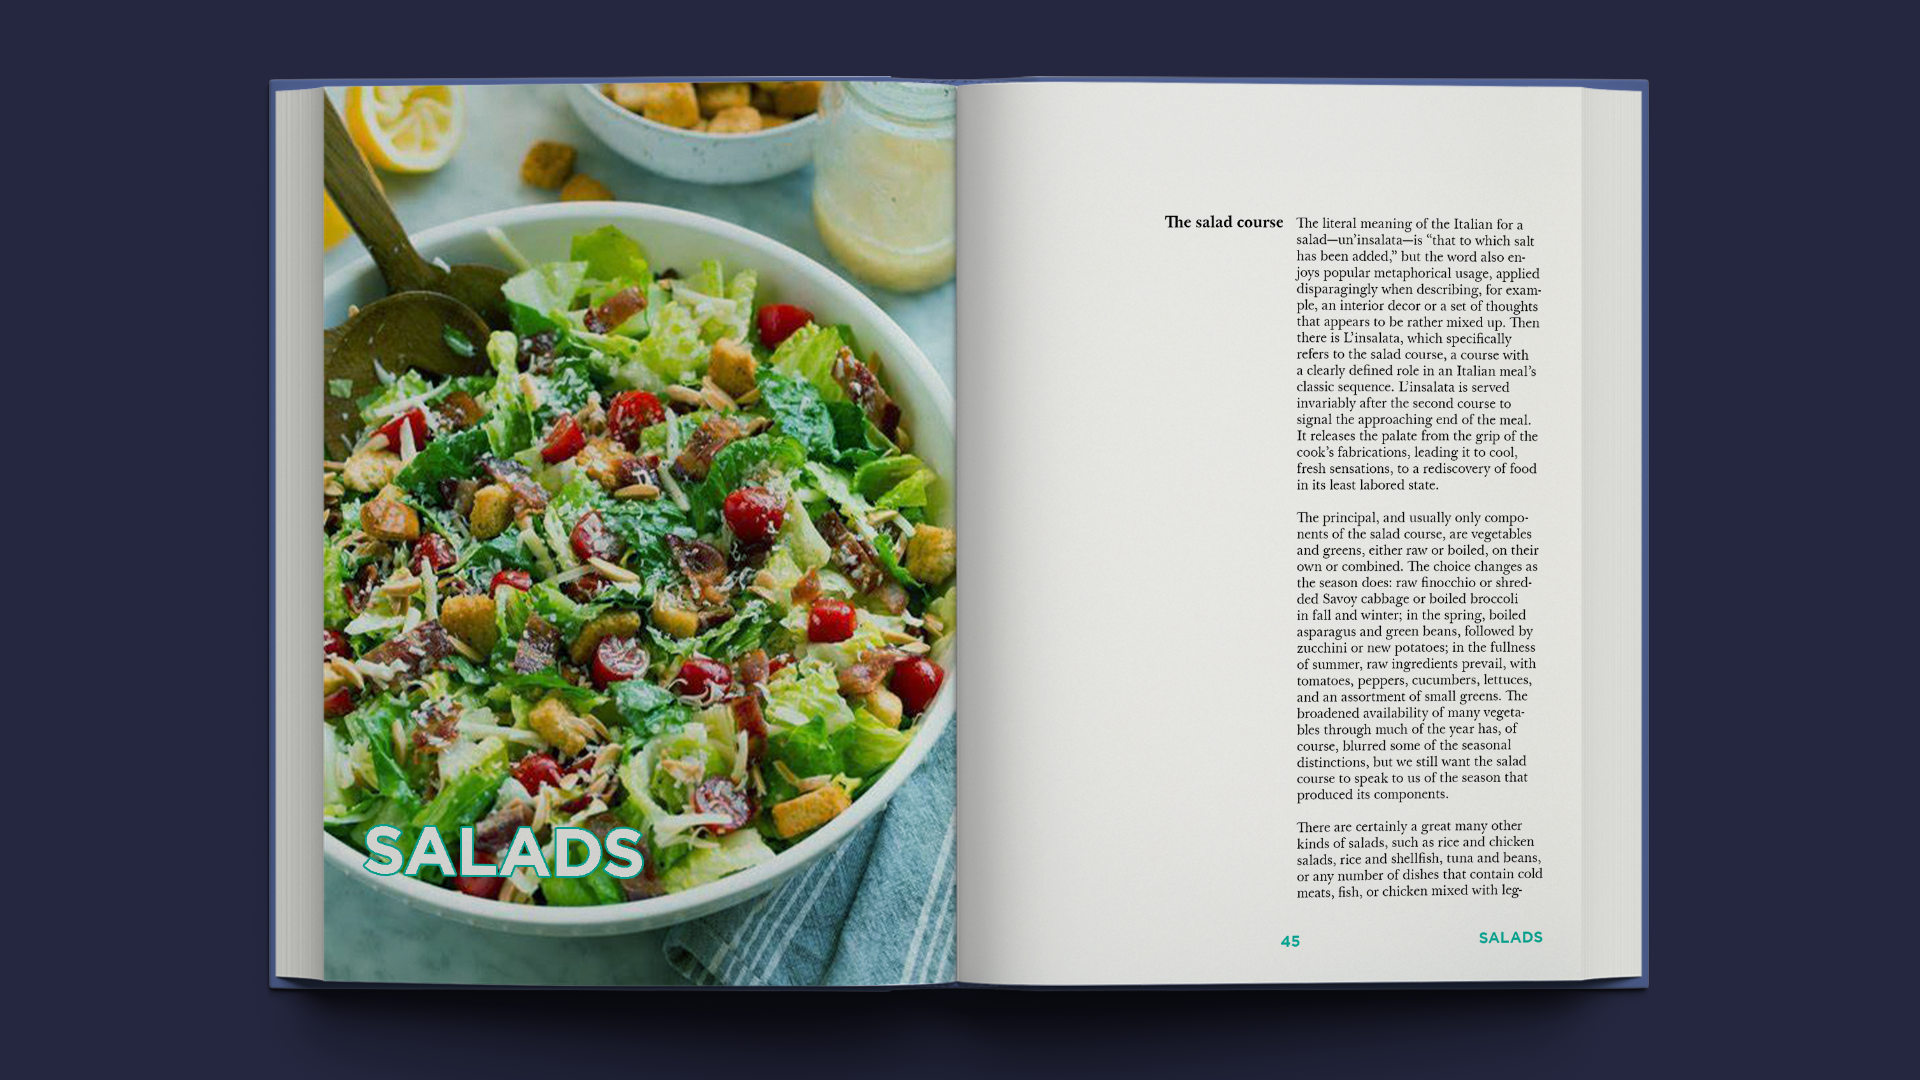 SALADS
The salad course
The literal meaning of the Italian for a
salad—un’insalata—is “that to which salt
has been added,” but the word also en-
joys popular metaphorical usage, applied
disparagingly when describing, for exam-
ple, an interior decor or a set of thoughts
that appears to be rather mixed up. Then
there is L’insalata, which specifically
refers to the salad course, a course with
a clearly defined role in an Italian meal’s
classic sequence. L’insalata is served
invariably after the second course to
signal the approaching end of the meal.
It releases the palate from the grip of the
cook’s fabrications, leading it to cool,
fresh sensations, to a rediscovery of food
in its least labored state.
The principal, and usually only compo-
nents of the salad course, are vegetables
and greens, either raw or boiled, on their
own or combined. The choice changes as
the season does: raw finocchio or shred-
ded Savoy cabbage or boiled broccoli
in fall and winter; in the spring, boiled
asparagus and green beans, followed by
zucchini or new potatoes; in the fullness
of summer, raw ingredients prevail, with
tomatoes, peppers, cucumbers, lettuces,
and an assortment of small greens. The
broadened availability of many vegeta-
bles through much of the year has, of
course, blurred some of the seasonal
distinctions, but we still want the salad
course to speak to us of the season that
produced its components.
There are certainly a great many other
kinds of salads, such as rice and chicken
salads, rice and shellfish, tuna and beans,
or any number of dishes that contain cold
meats, fish, or chicken mixed with leg-
45
SALADS